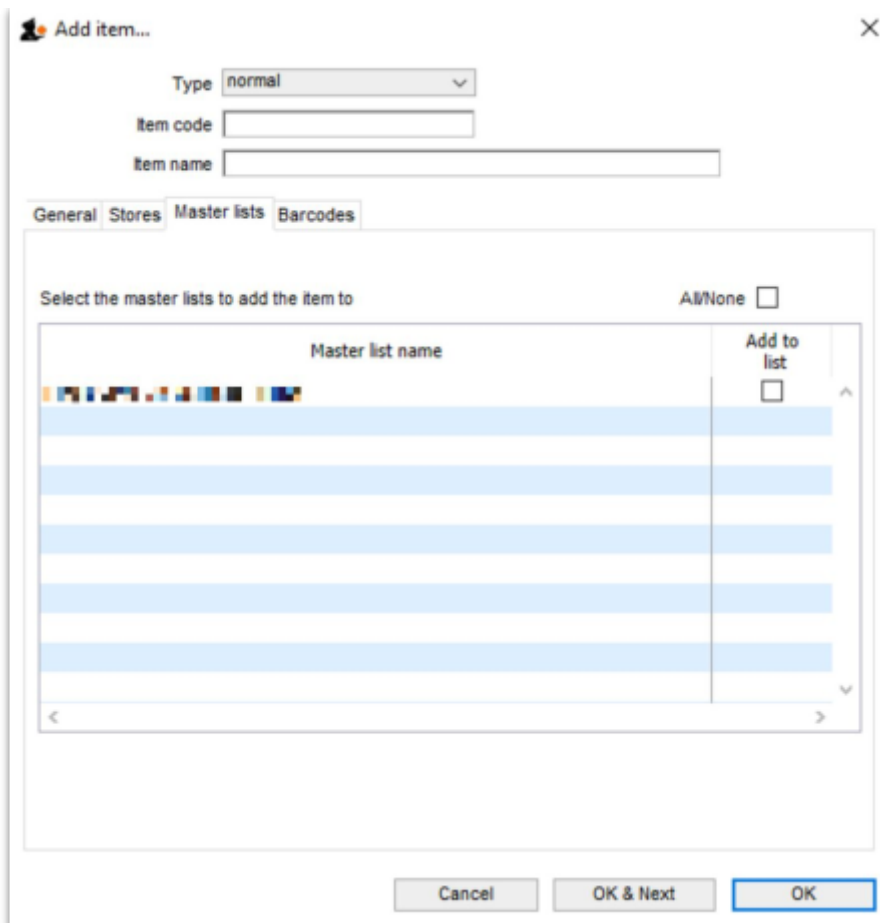 Add item...
Type normal
Item code
Item name
General Stores Master lists Barcodes
Select the master lists to add the item to All/None
Master list name Add to list
Cancel OK & Next OK